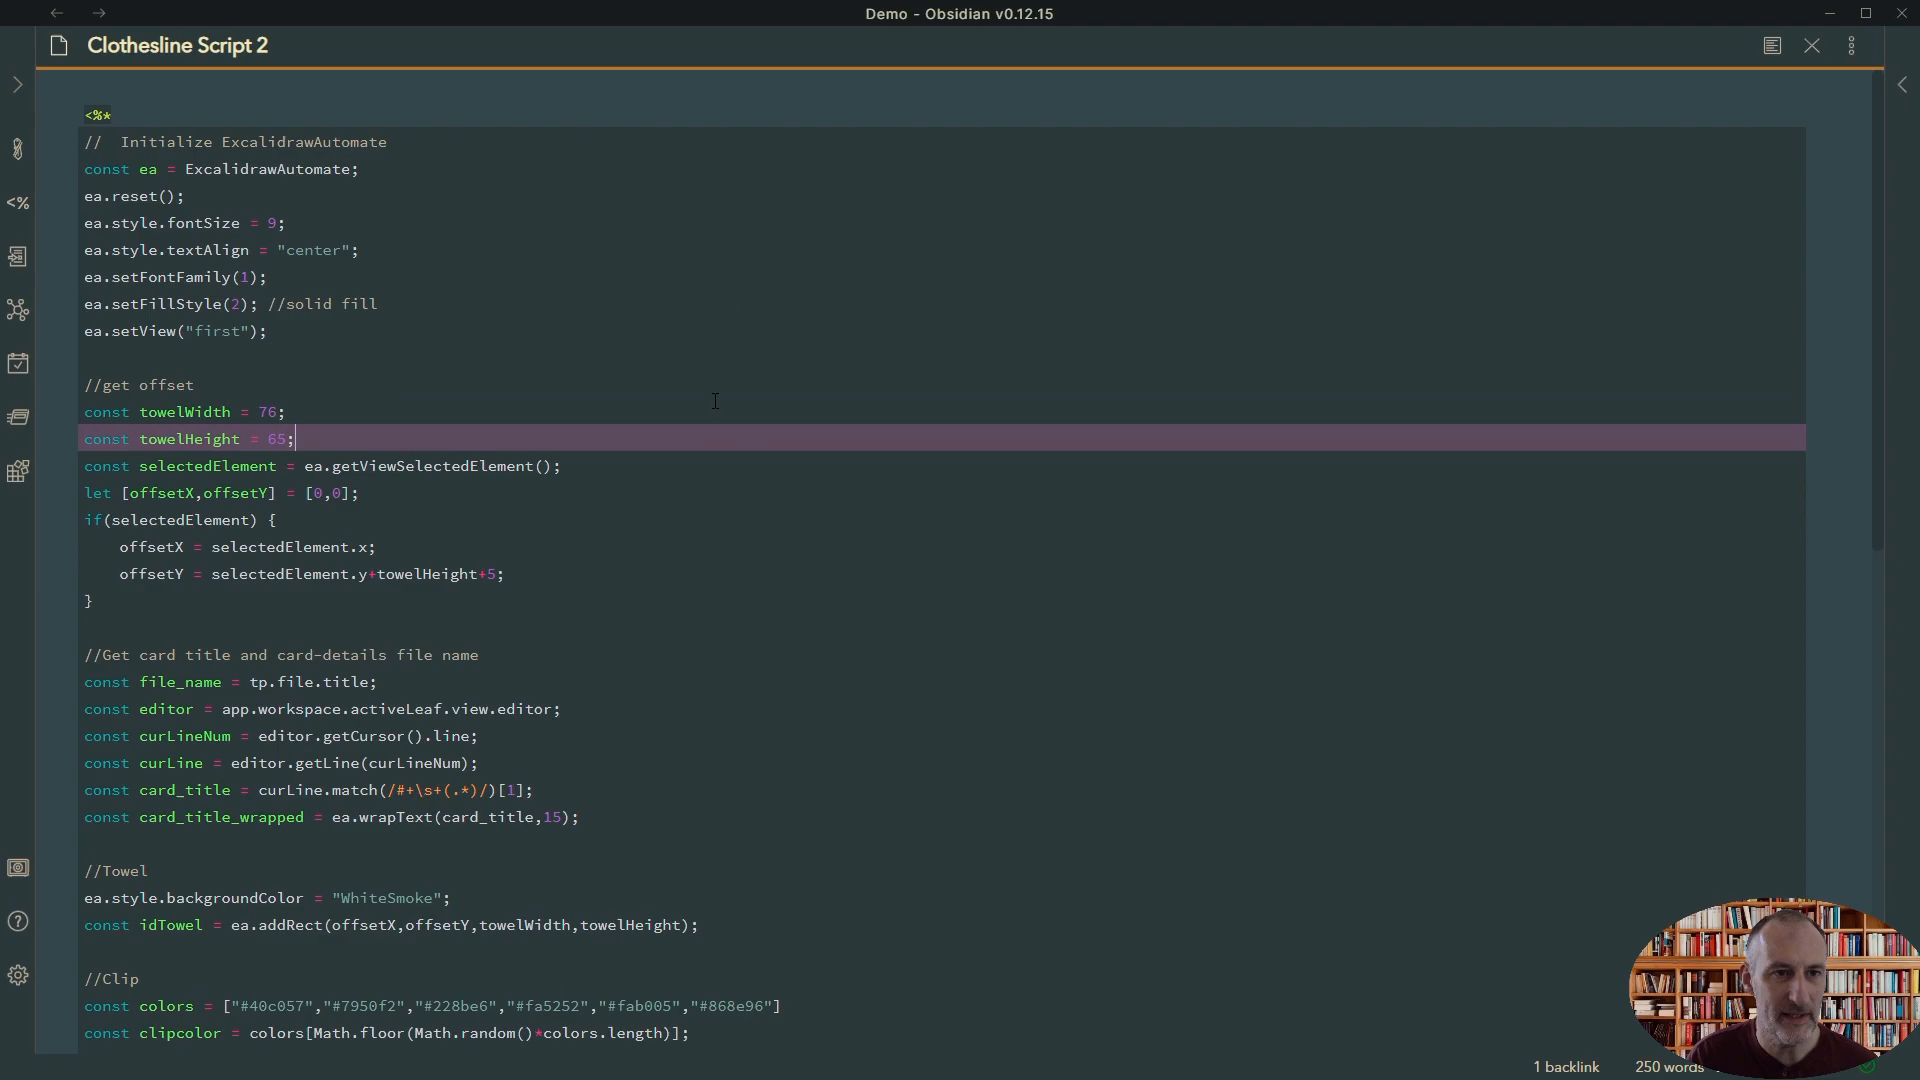 Demo - Obsidian v0.12.15
Clothesline Script 2
<%*
//  Initialize ExcalidrawAutomate
const ea = ExcalidrawAutomate;
ea.reset();
ea.style.fontSize = 9;
ea.style.textAlign = "center";
ea.setFontFamily(1);
ea.setFillStyle(2); //solid fill
ea.setView("first");
//get offset
const towelWidth = 76;
const towelHeight = 65;
const selectedElement = ea.getViewSelectedElement();
let [offsetX,offsetY] = [0,0];
if(selectedElement) {
    offsetX = selectedElement.x;
    offsetY = selectedElement.y+towelHeight+5;
}
//Get card title and card-details file name
const file_name = tp.file.title;
const editor = app.workspace.activeLeaf.view.editor;
const curLineNum = editor.getCursor().line;
const curLine = editor.getLine(curLineNum);
const card_title = curLine.match(/#+\s+(.*)/)[1];
const card_title_wrapped = ea.wrapText(card_title,15);
//Towel
ea.style.backgroundColor = "WhiteSmoke";
const idTowel = ea.addRect(offsetX,offsetY,towelWidth,towelHeight);
//Clip
const colors = ["#40c057","#7950f2","#228be6","#fa5252","#fab005","#868e96"]
const clipcolor = colors[Math.floor(Math.random()*colors.length)];
<%
1 backlink
250 words